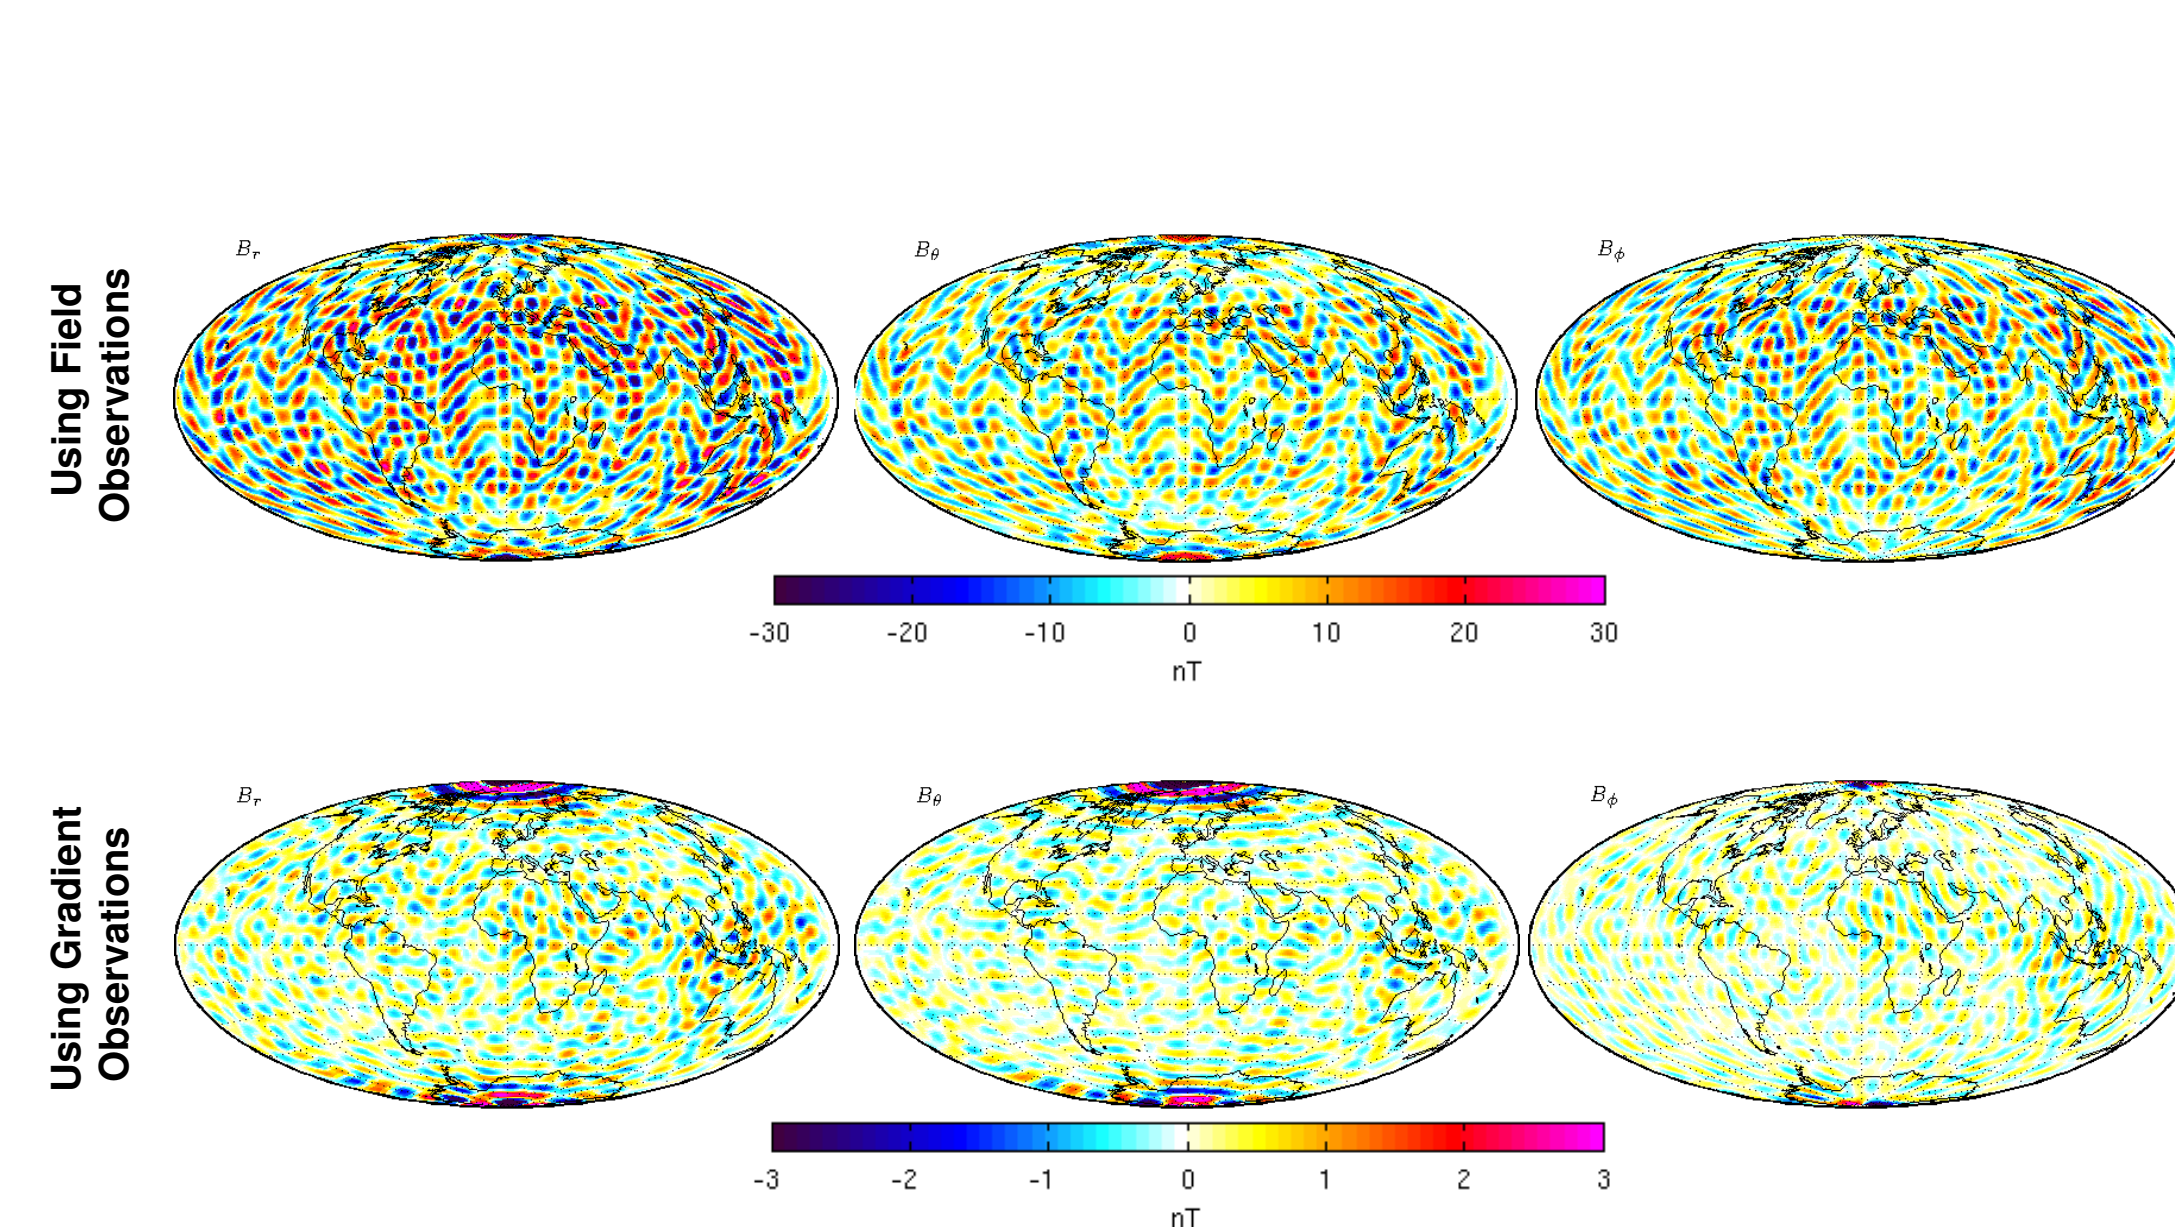 Using Field
Observations
B_r
B_θ
B_ϕ
-30 -20 -10 0 10 20 30
nT
Using Gradient
Observations
B_r
B_θ
B_ϕ
-3 -2 -1 0 1 2 3
nT